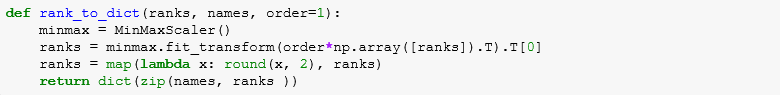 def rank_to_dict(ranks, names, order=1):
    minmax = MinMaxScaler()
    ranks = minmax.fit_transform(order*np.array([ranks]).T).T[0]
    ranks = map(lambda x: round(x, 2), ranks)
    return dict(zip(names, ranks ))